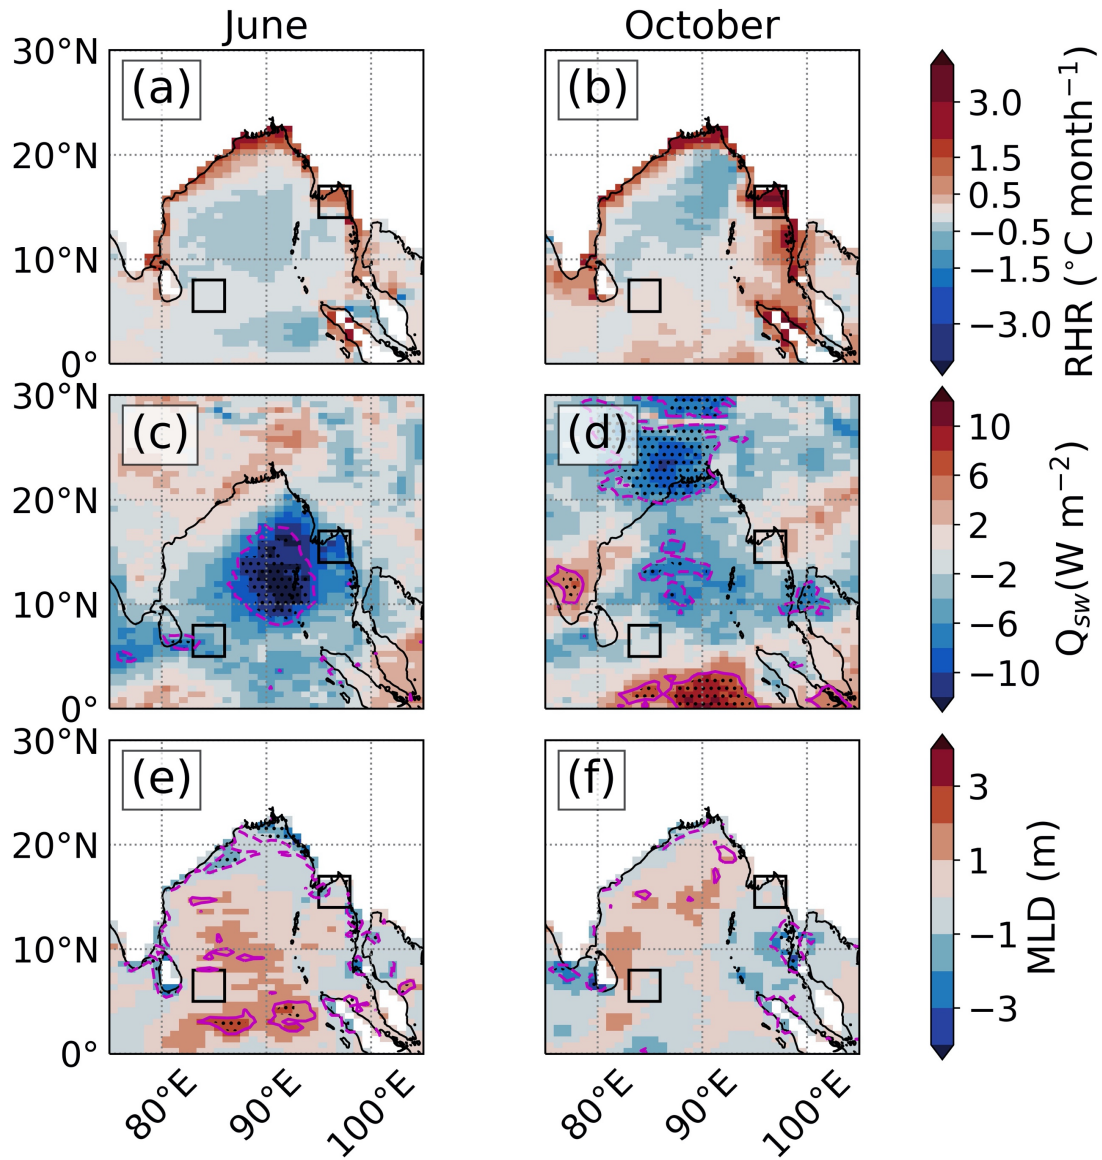 June
October
30°N
20°N
10°N
0°
(a)
(b)
3.0
1.5
0.5
−0.5
−1.5
−3.0
RHR (°C month⁻¹)
30°N
20°N
10°N
0°
(c)
(d)
10
6
2
−2
−6
−10
Qsw(W m⁻²)
30°N
20°N
10°N
0°
(e)
(f)
3
1
−1
−3
MLD (m)
80°E
90°E
100°E
80°E
90°E
100°E